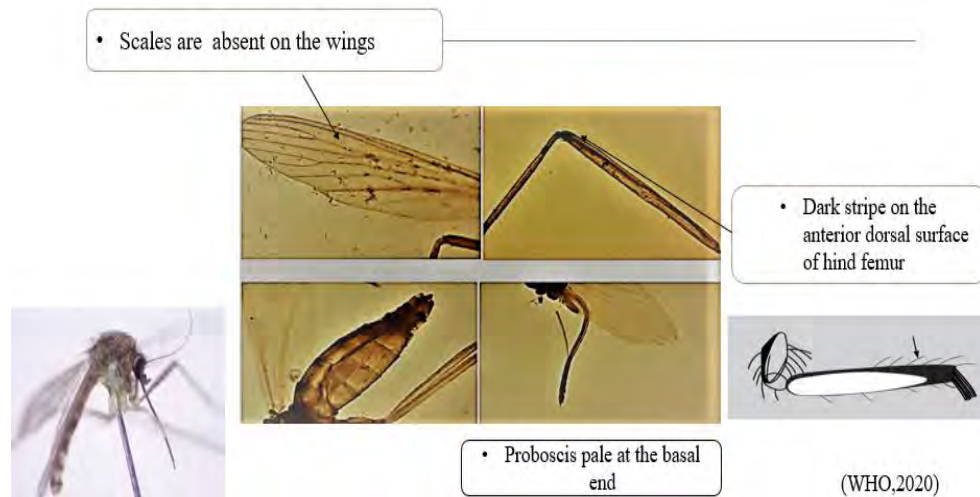 • Scales are absent on the wings
• Dark stripe on the
anterior dorsal surface
of hind femur
• Proboscis pale at the basal
end
(WHO,2020)